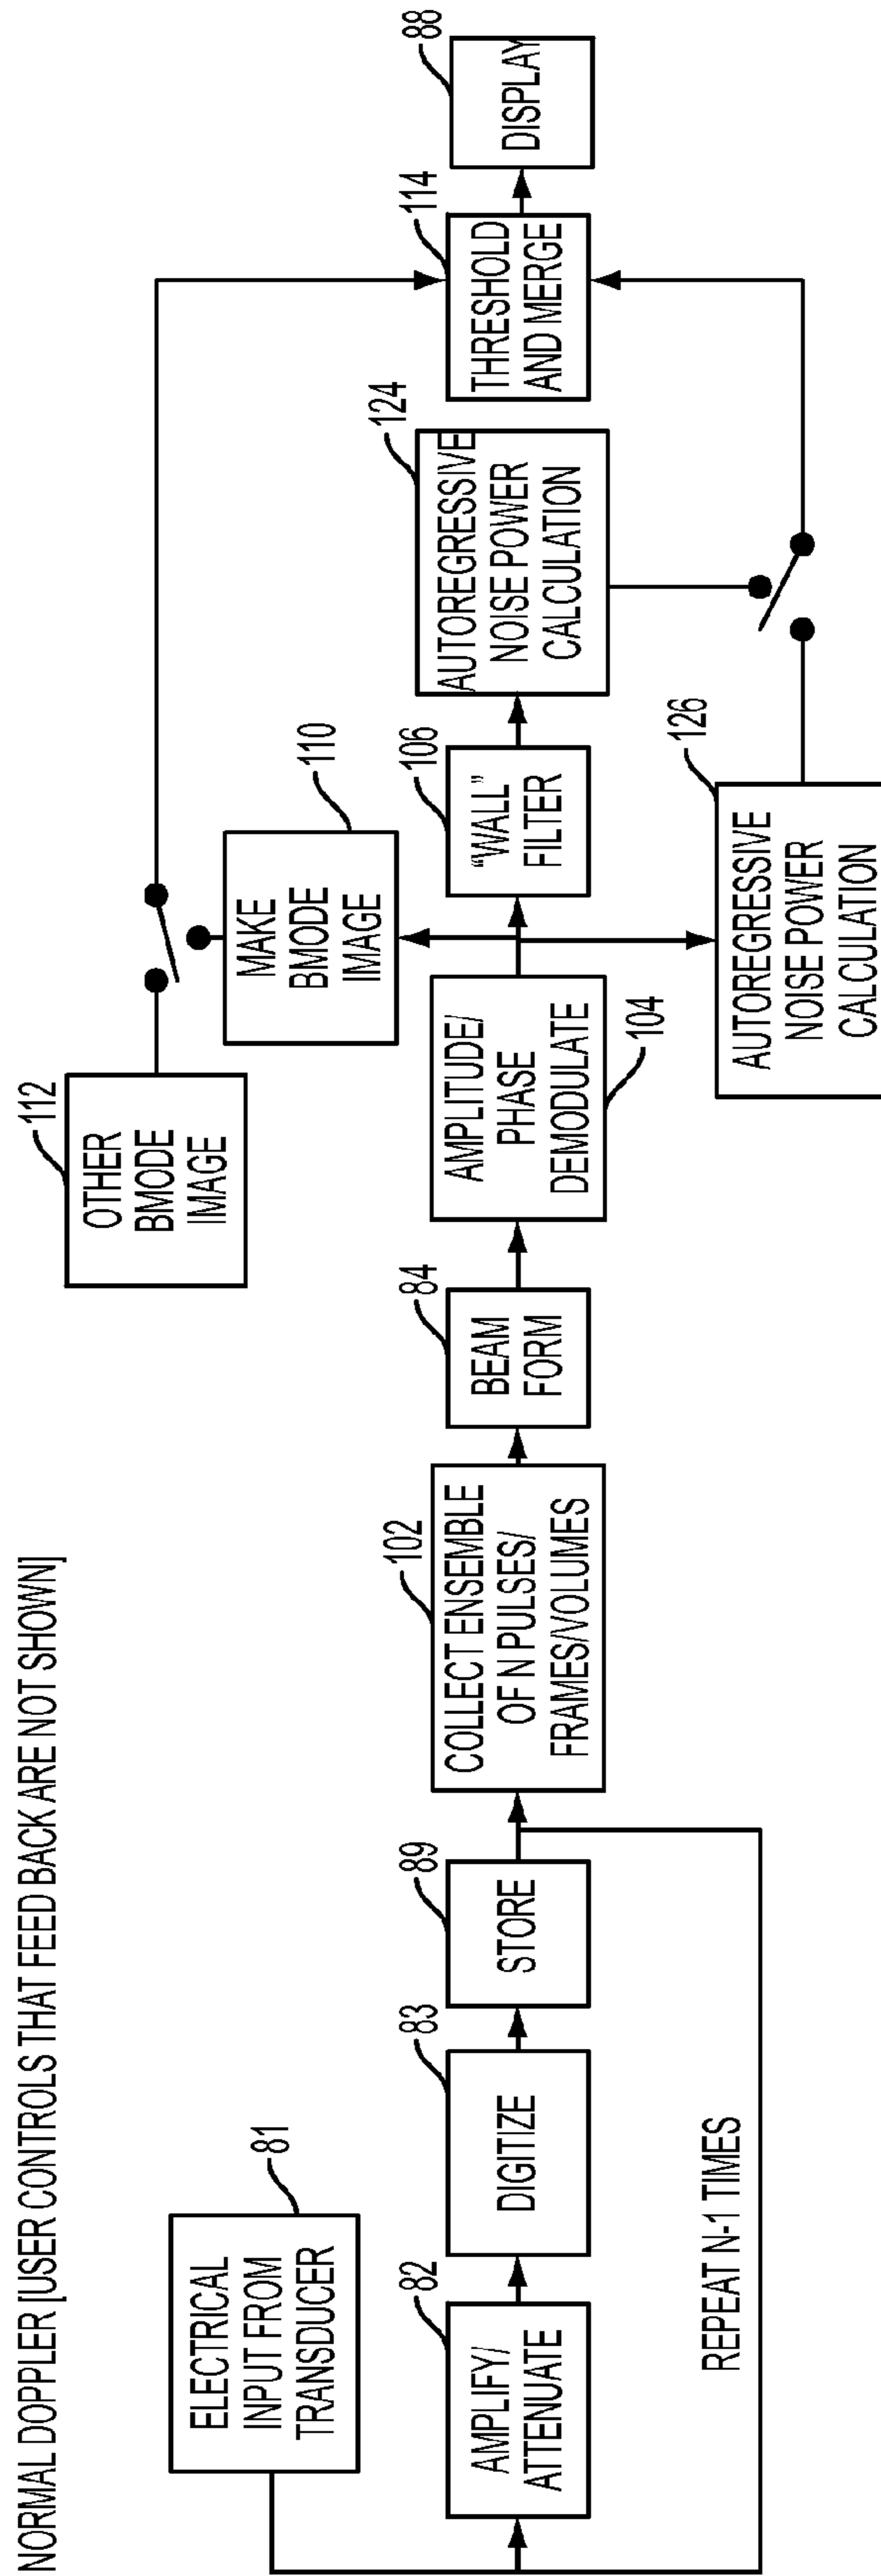 NORMAL DOPPLER [USER CONTROLS THAT FEED BACK ARE NOT SHOWN]
81
ELECTRICAL
INPUT FROM
TRANSDUCER
82
AMPLIFY/
ATTENUATE
83
DIGITIZE
89
STORE
REPEAT N-1 TIMES
102
COLLECT ENSEMBLE
OF N PULSES/
FRAMES/VOLUMES
84
BEAM
FORM
AMPLITUDE/
PHASE
DEMODULATE
104
112
OTHER
BMODE
IMAGE
110
MAKE
BMODE
IMAGE
106
"WALL"
FILTER
124
AUTOREGRESSIVE
NOISE POWER
CALCULATION
126
AUTOREGRESSIVE
NOISE POWER
CALCULATION
114
THRESHOLD
AND MERGE
88
DISPLAY